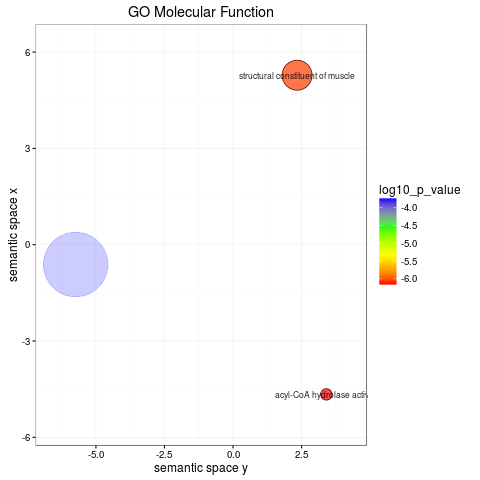 GO Molecular Function
6
structural constituent of muscle
3
0
-3
acyl-CoA hydrolase activ
-6
-5.0
-2.5
0.0
2.5
semantic space y
semantic space x
log10_p_value
-4.0
-4.5
-5.0
-5.5
-6.0